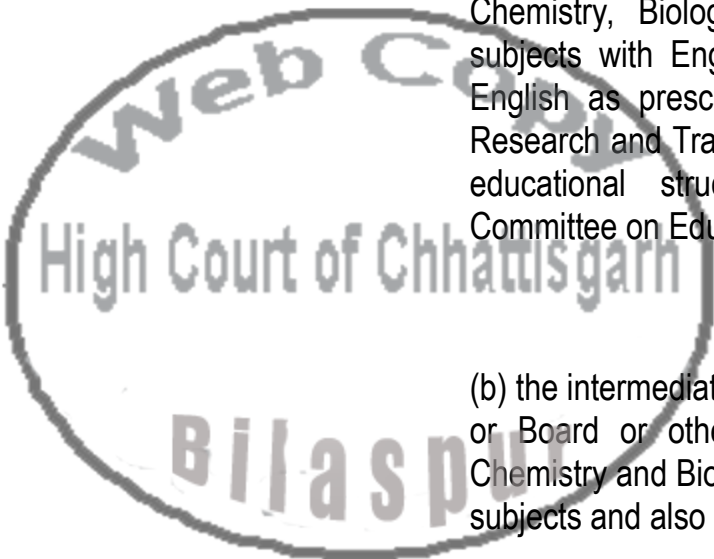 Chemistry, Biolog
subjects with Eng
English as presc
Research and Tra
educational struc
Committee on Edu
(b) the intermediat
or Board or othe
Chemistry and Bio
subjects and also
Web Copy
High Court of Chhattisgarh
Bilaspur